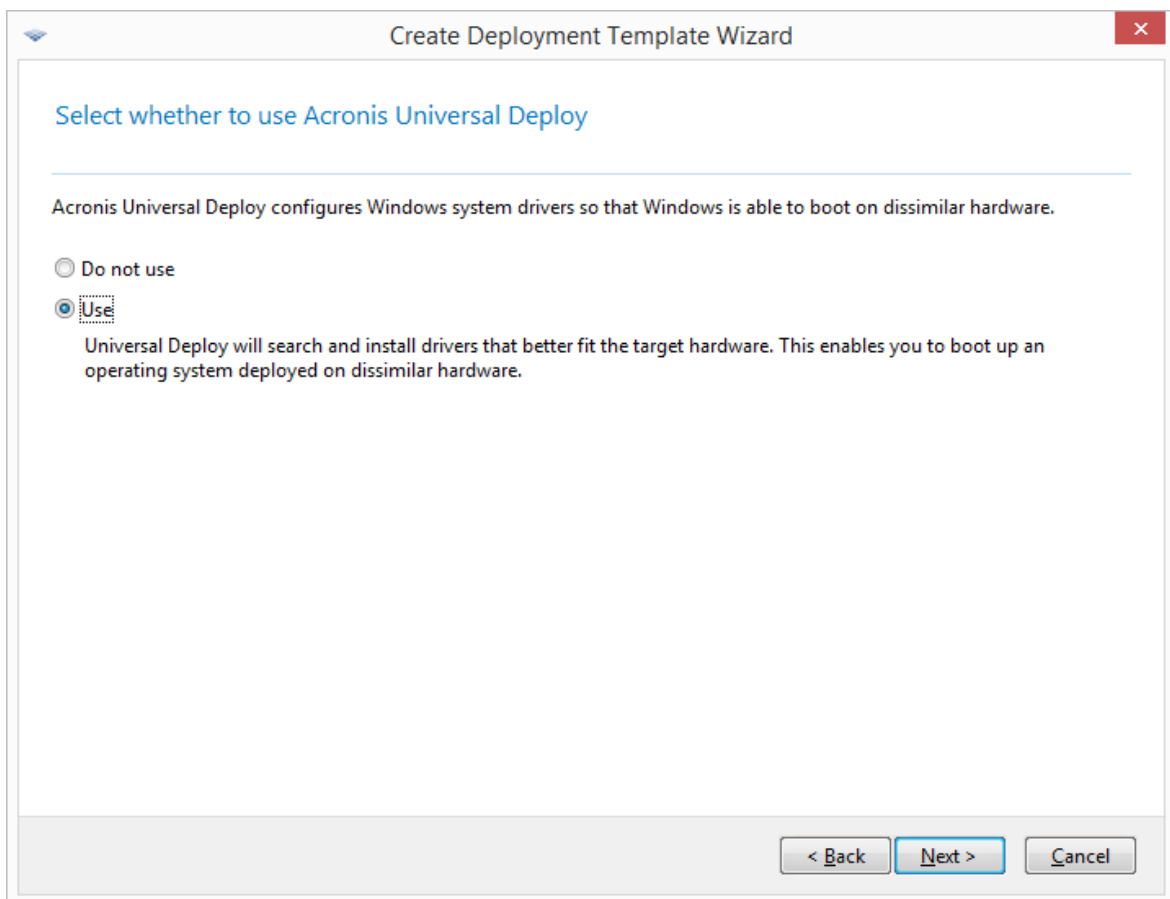 Create Deployment Template Wizard
Select whether to use Acronis Universal Deploy
Acronis Universal Deploy configures Windows system drivers so that Windows is able to boot on dissimilar hardware.
Do not use
Use
Universal Deploy will search and install drivers that better fit the target hardware. This enables you to boot up an
operating system deployed on dissimilar hardware.
< Back
Next >
Cancel